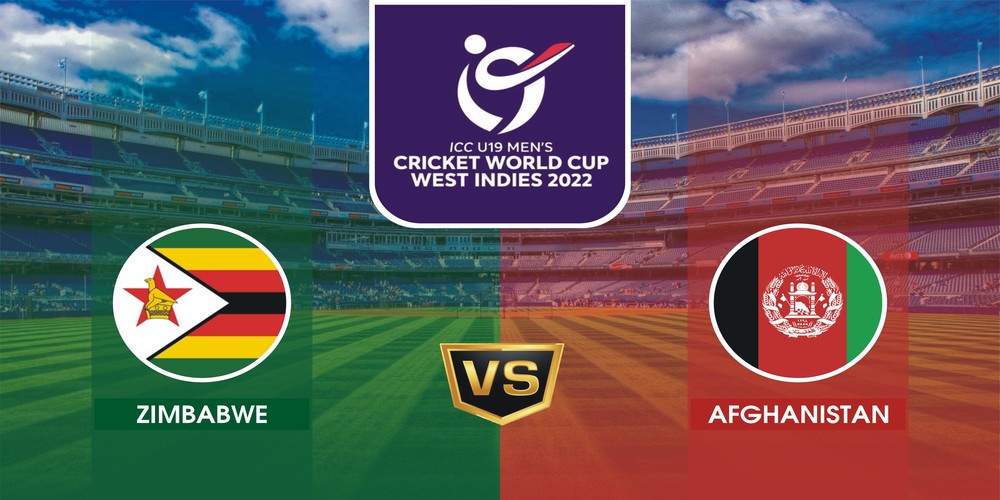 ICC U19 MEN'S
CRICKET WORLD CUP
WEST INDIES 2022
VS
ZIMBABWE
AFGHANISTAN